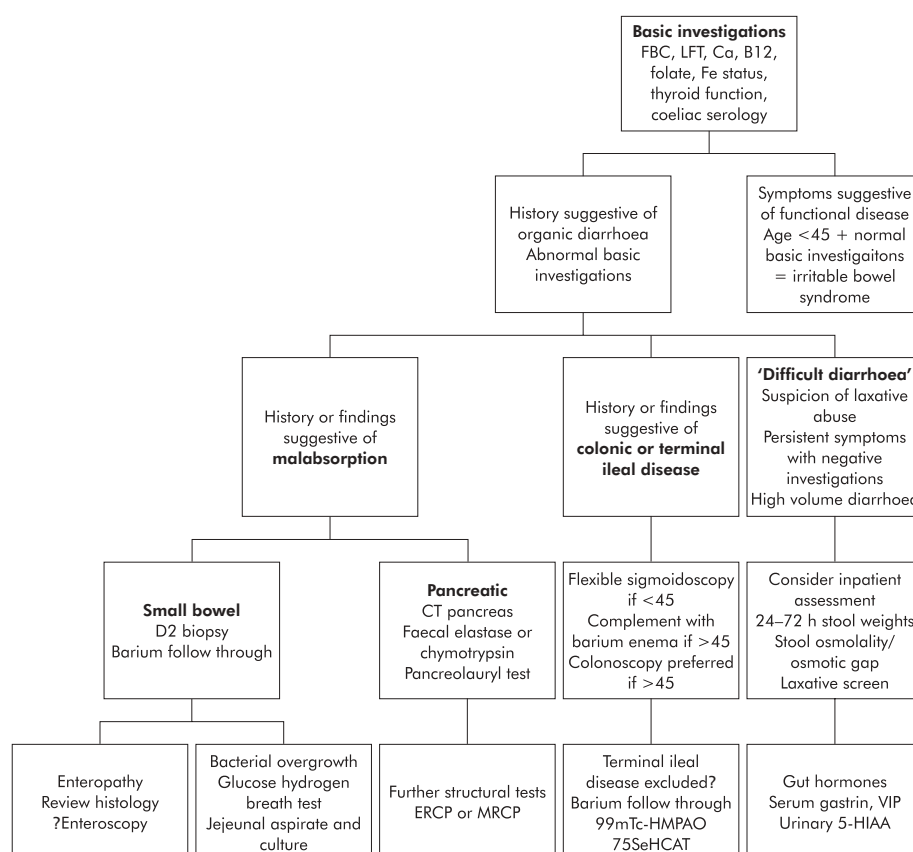 Basic investigations
FBC, LFT, Ca, B12,
folate, Fe status,
thyroid function,
coeliac serology
History suggestive of
organic diarrhoea
Abnormal basic
investigations
Symptoms suggestive
of functional disease
Age <45 + normal
basic investigaitons
= irritable bowel
syndrome
History or findings
suggestive of
malabsorption
History or findings
suggestive of
colonic or terminal
ileal disease
‘Difficult diarrhoea’
Suspicion of laxative
abuse
Persistent symptoms
with negative
investigations
High volume diarrhoea
Small bowel
D2 biopsy
Barium follow through
Pancreatic
CT pancreas
Faecal elastase or
chymotrypsin
Pancreolauryl test
Flexible sigmoidoscopy
if <45
Complement with
barium enema if >45
Colonoscopy preferred
if >45
Consider inpatient
assessment
24–72 h stool weights
Stool osmolality/
osmotic gap
Laxative screen
Enteropathy
Review histology
?Enteroscopy
Bacterial overgrowth
Glucose hydrogen
breath test
Jejeunal aspirate and
culture
Further structural tests
ERCP or MRCP
Terminal ileal
disease excluded?
Barium follow through
99mTc-HMPAO
75SeHCAT
Gut hormones
Serum gastrin, VIP
Urinary 5-HIAA